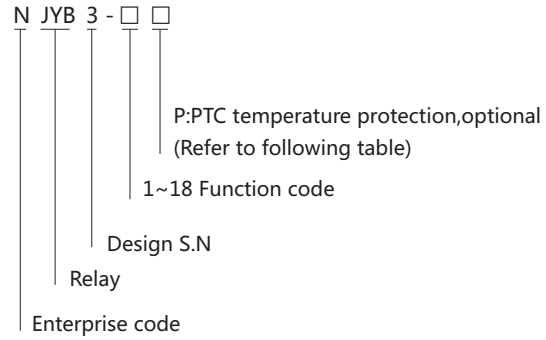 N JYB 3 - □ □
P:PTC temperature protection,optional
(Refer to following table)
1~18 Function code
Design S.N
Relay
Enterprise code